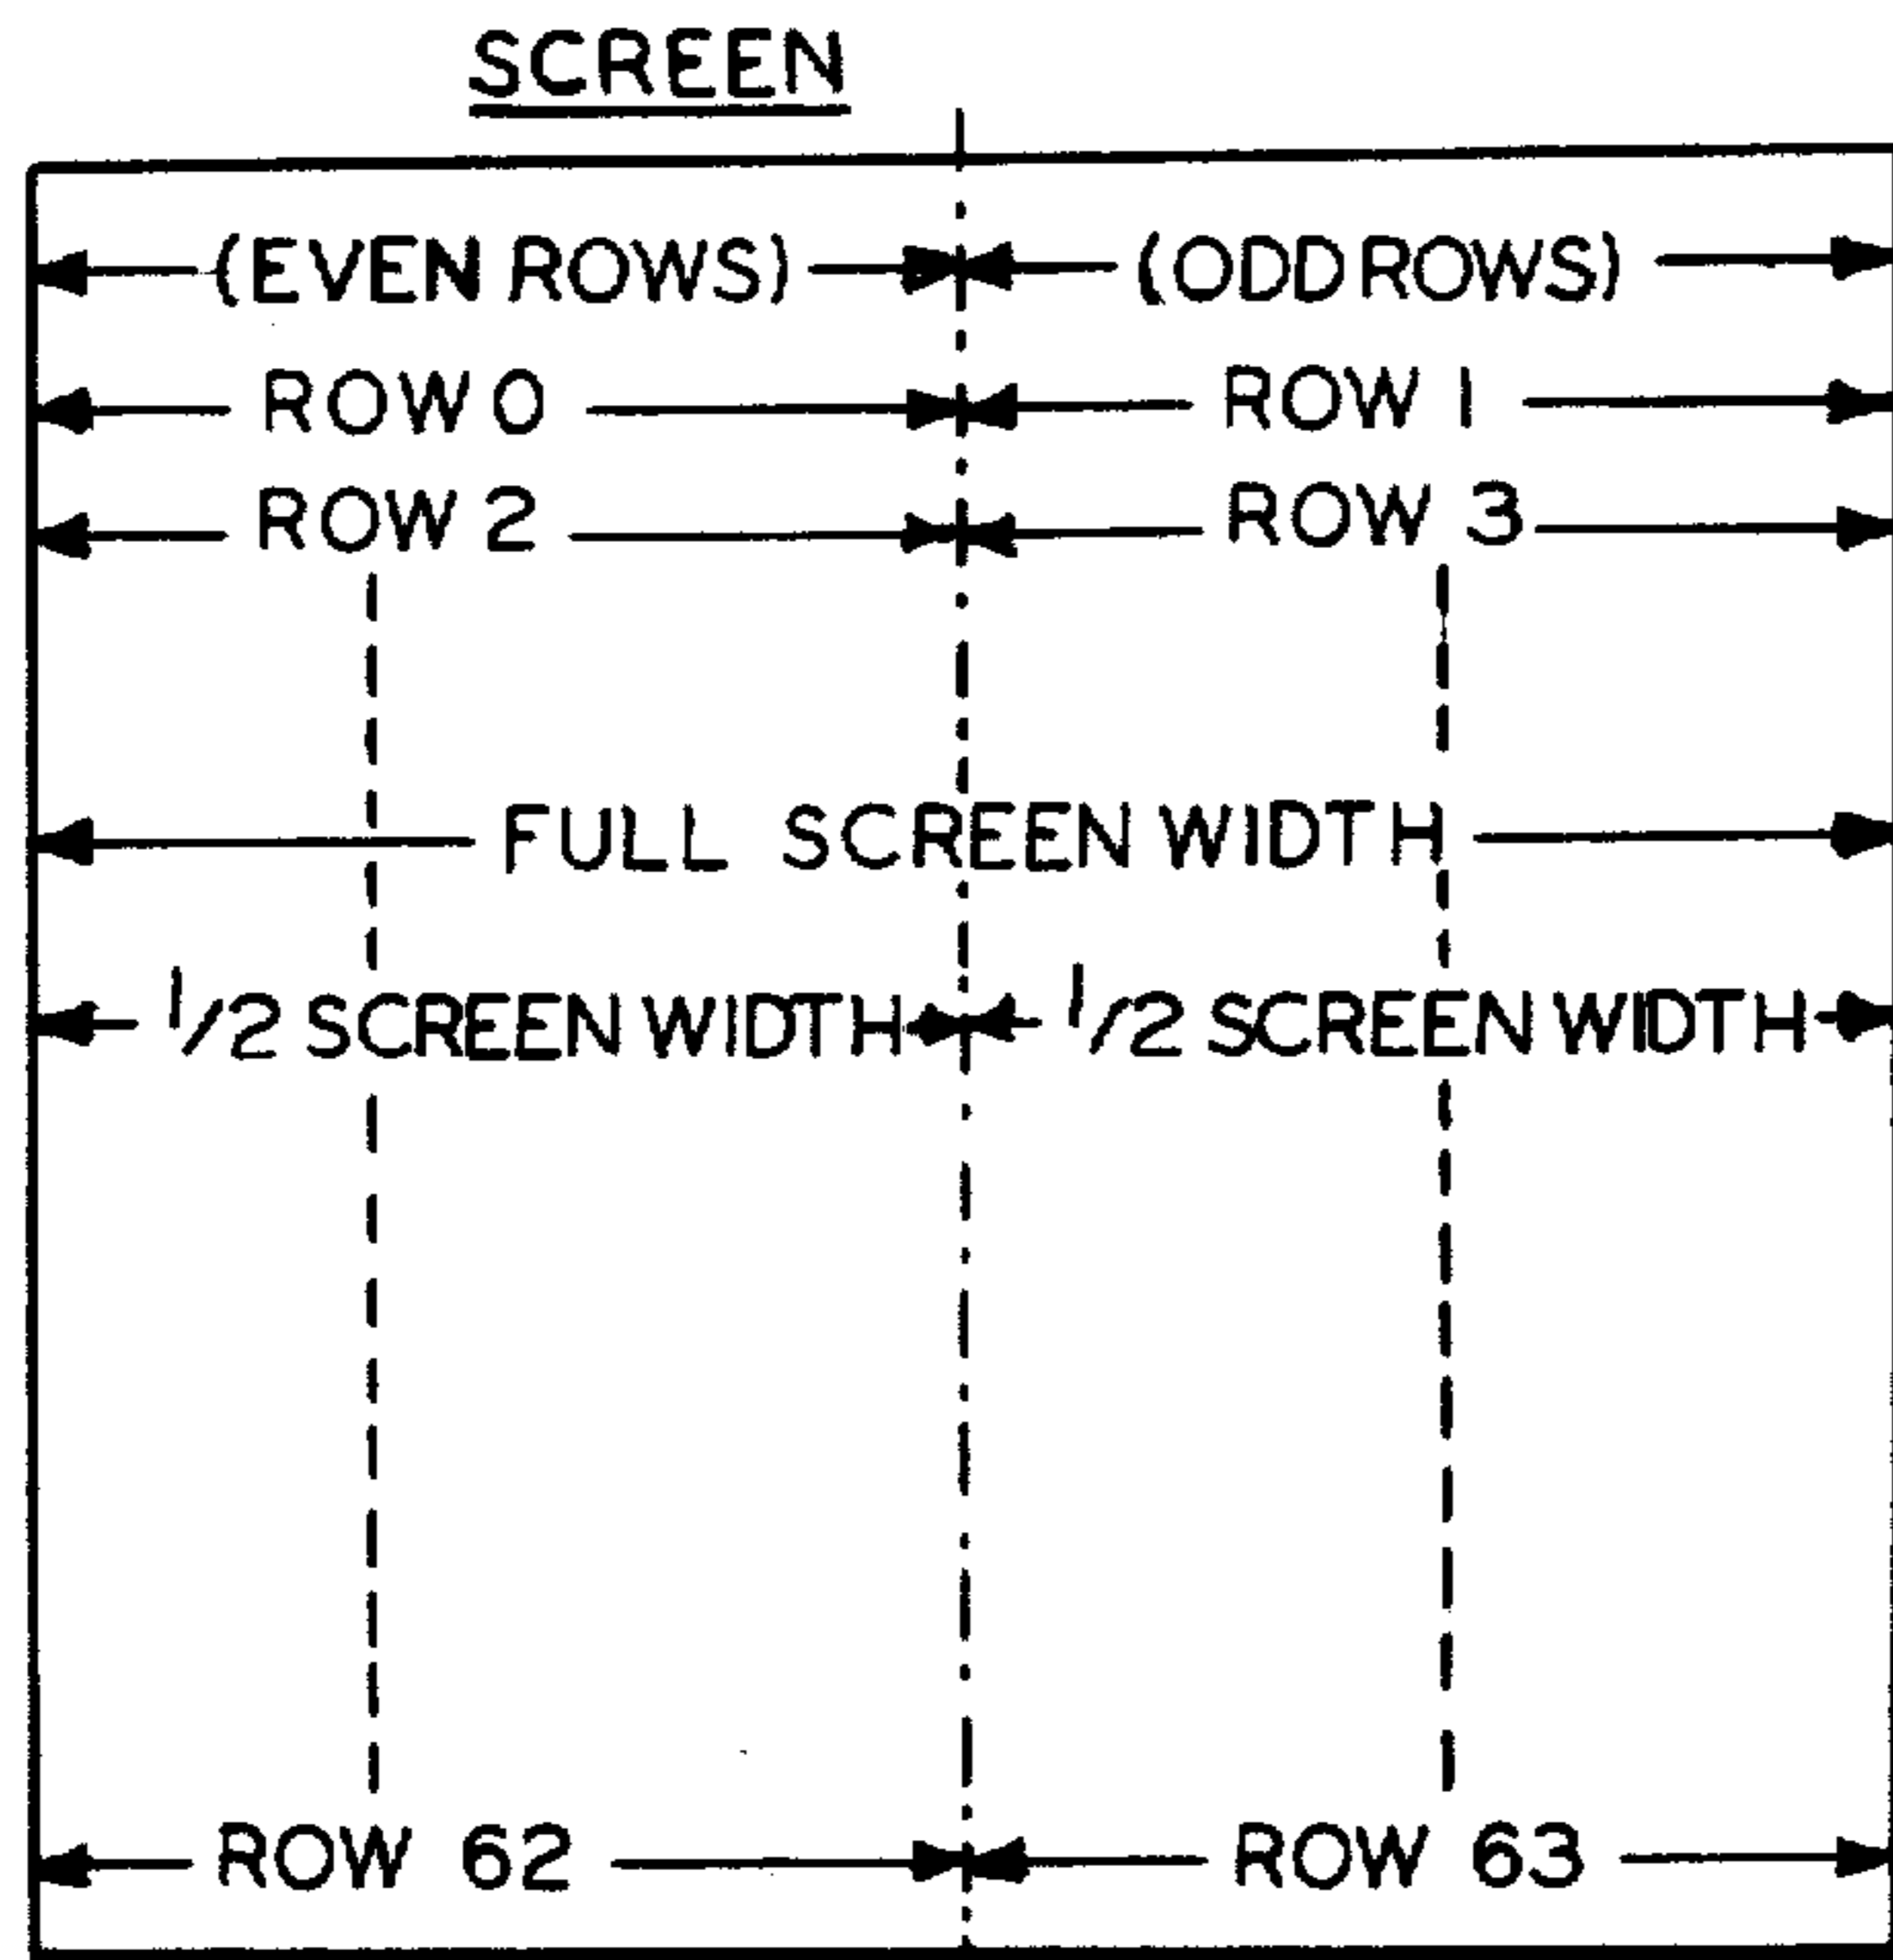 SCREEN
(EVEN ROWS) (ODD ROWS)
ROW 0 ROW 1
ROW 2 ROW 3
FULL SCREEN WIDTH
1/2 SCREEN WIDTH 1/2 SCREEN WIDTH
ROW 62 ROW 63